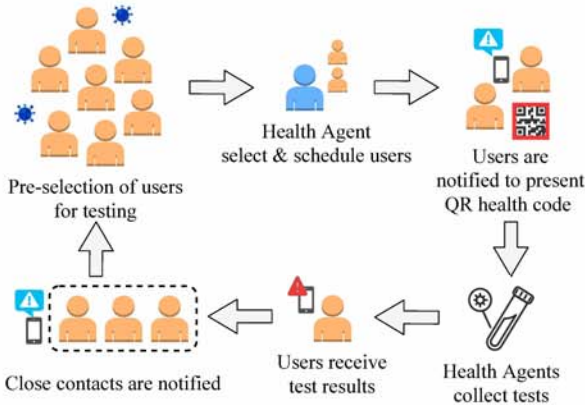 Pre-selection of users
for testing
Health Agent
select & schedule users
Users are
notified to present
QR health code
Health Agents
collect tests
Users receive
test results
Close contacts are notified